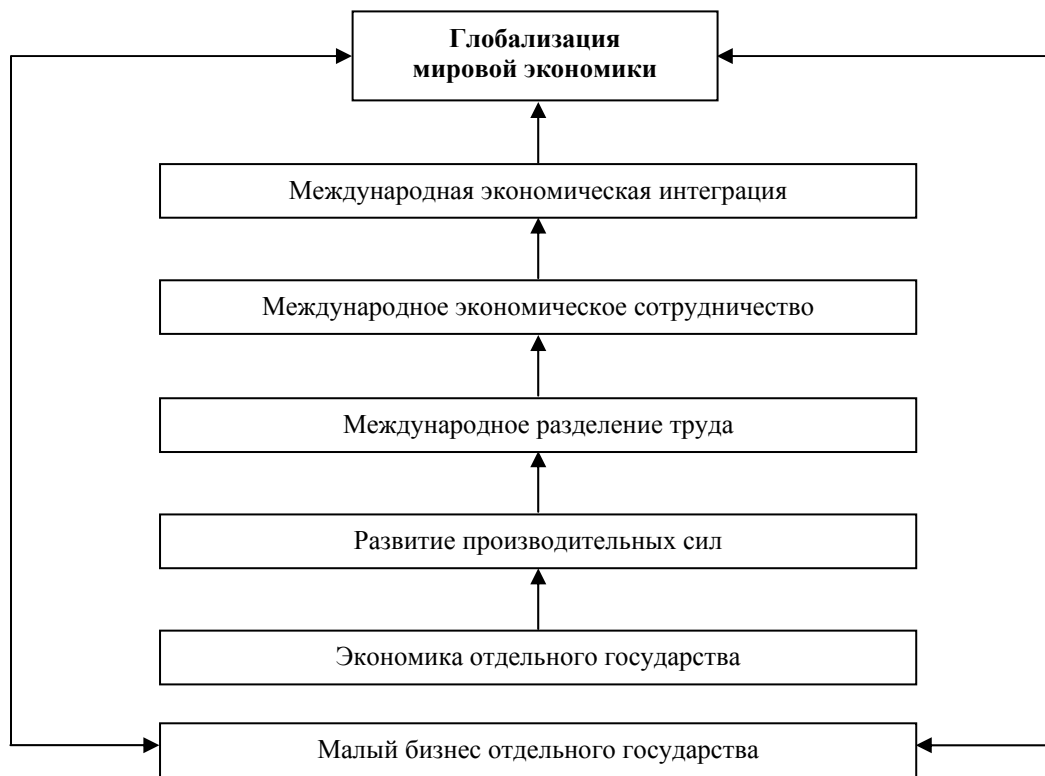 Глобализация
мировой экономики
Международная экономическая интеграция
Международное экономическое сотрудничество
Международное разделение труда
Развитие производительных сил
Экономика отдельного государства
Малый бизнес отдельного государства